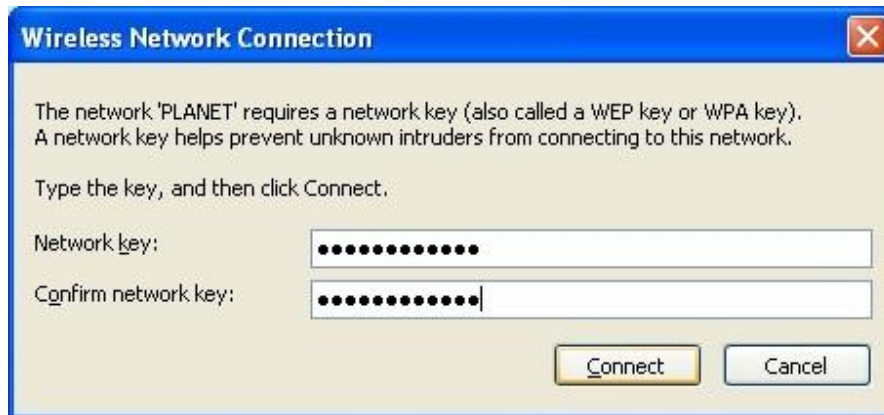 Wireless Network Connection
The network 'PLANET' requires a network key (also called a WEP key or WPA key).
A network key helps prevent unknown intruders from connecting to this network.
Type the key, and then click Connect.
Network key: ●●●●●●●●●●●●
Confirm network key: ●●●●●●●●●●●●
Connect Cancel